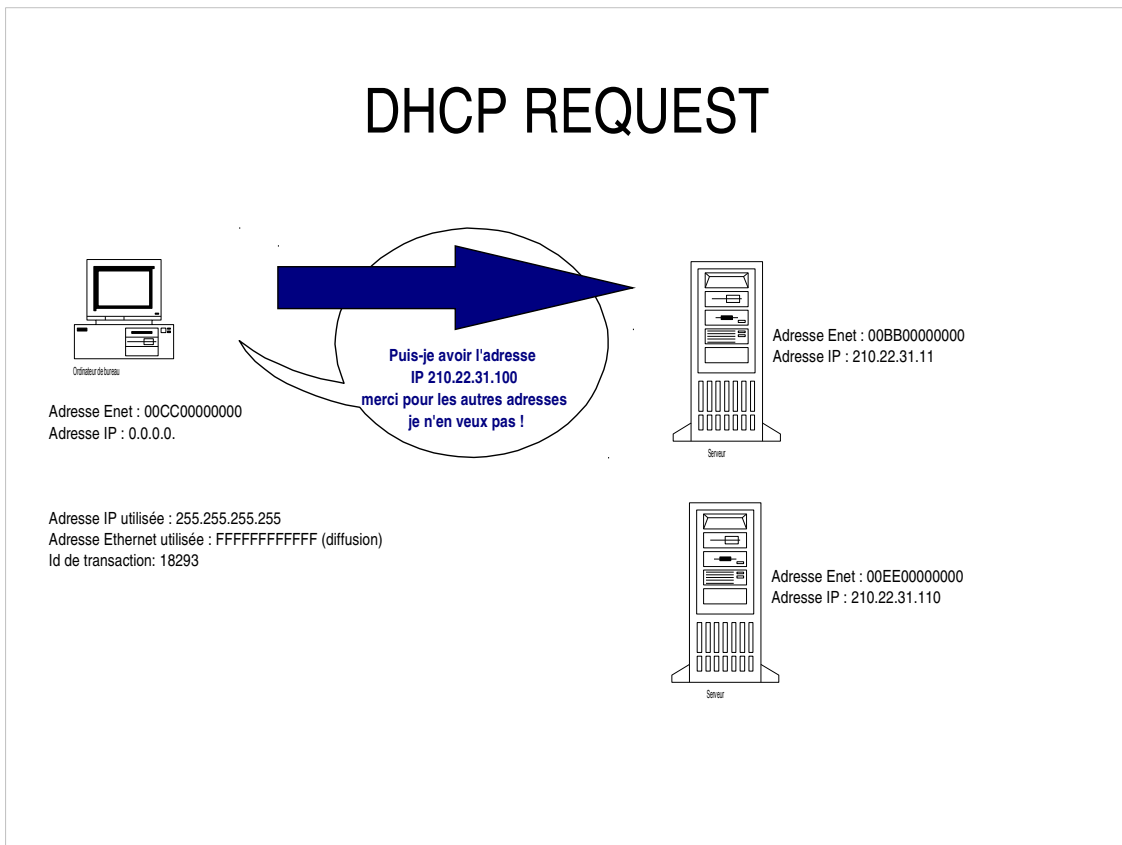 DHCP REQUEST
Puis-je avoir l'adresse
IP 210.22.31.100
merci pour les autres adresses
je n'en veux pas !
Ordinateur de bureau
Adresse Enet : 00CC00000000
Adresse IP : 0.0.0.0.
Adresse Enet : 00BB00000000
Adresse IP : 210.22.31.11
Serveur
Adresse IP utilisée : 255.255.255.255
Adresse Ethernet utilisée : FFFFFFFFFFFF (diffusion)
Id de transaction: 18293
Adresse Enet : 00EE00000000
Adresse IP : 210.22.31.110
Serveur